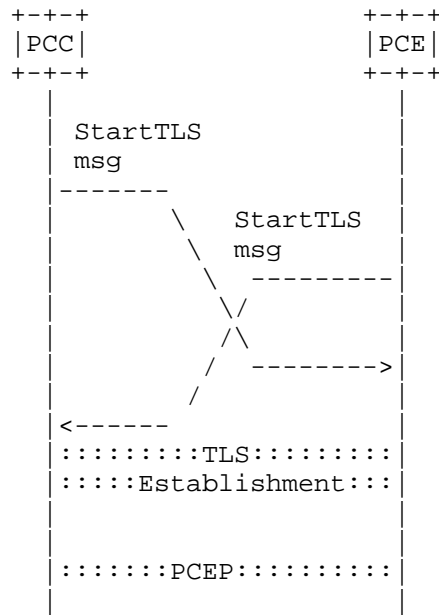 +-+-+ +-+-+
|PCC| |PCE|
+-+-+ +-+-+
| |
| StartTLS |
| msg |
|------- |
| \ StartTLS |
| \ msg |
| \ ---------|
| \/ |
| /\ |
| / -------->|
| / |
|<------ |
|:::::::::TLS:::::::::|
|:::::Establishment:::|
| |
| |
|:::::::PCEP::::::::::|
| |